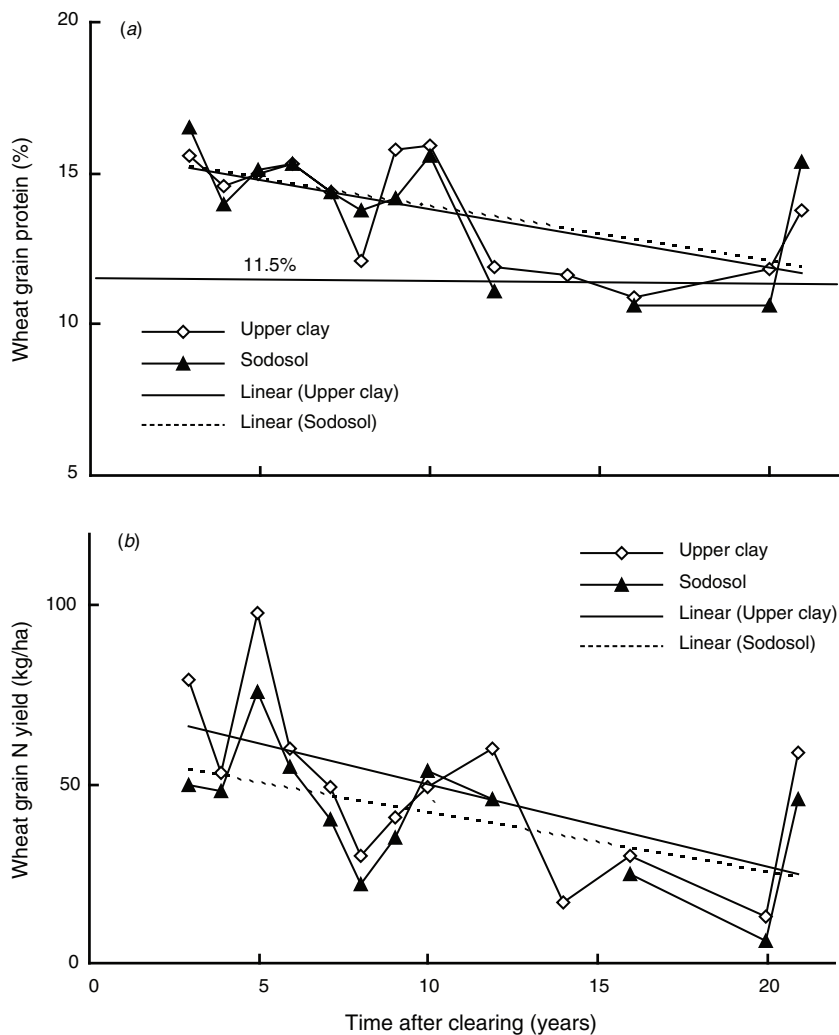 20
(a)
15
Wheat grain protein (%)
11.5%
10
Upper clay
Sodosol
Linear (Upper clay)
Linear (Sodosol)
5
(b)
Upper clay
Sodosol
Linear (Upper clay)
Linear (Sodosol)
100
Wheat grain N yield (kg/ha)
50
0
0 5 10 15 20
Time after clearing (years)